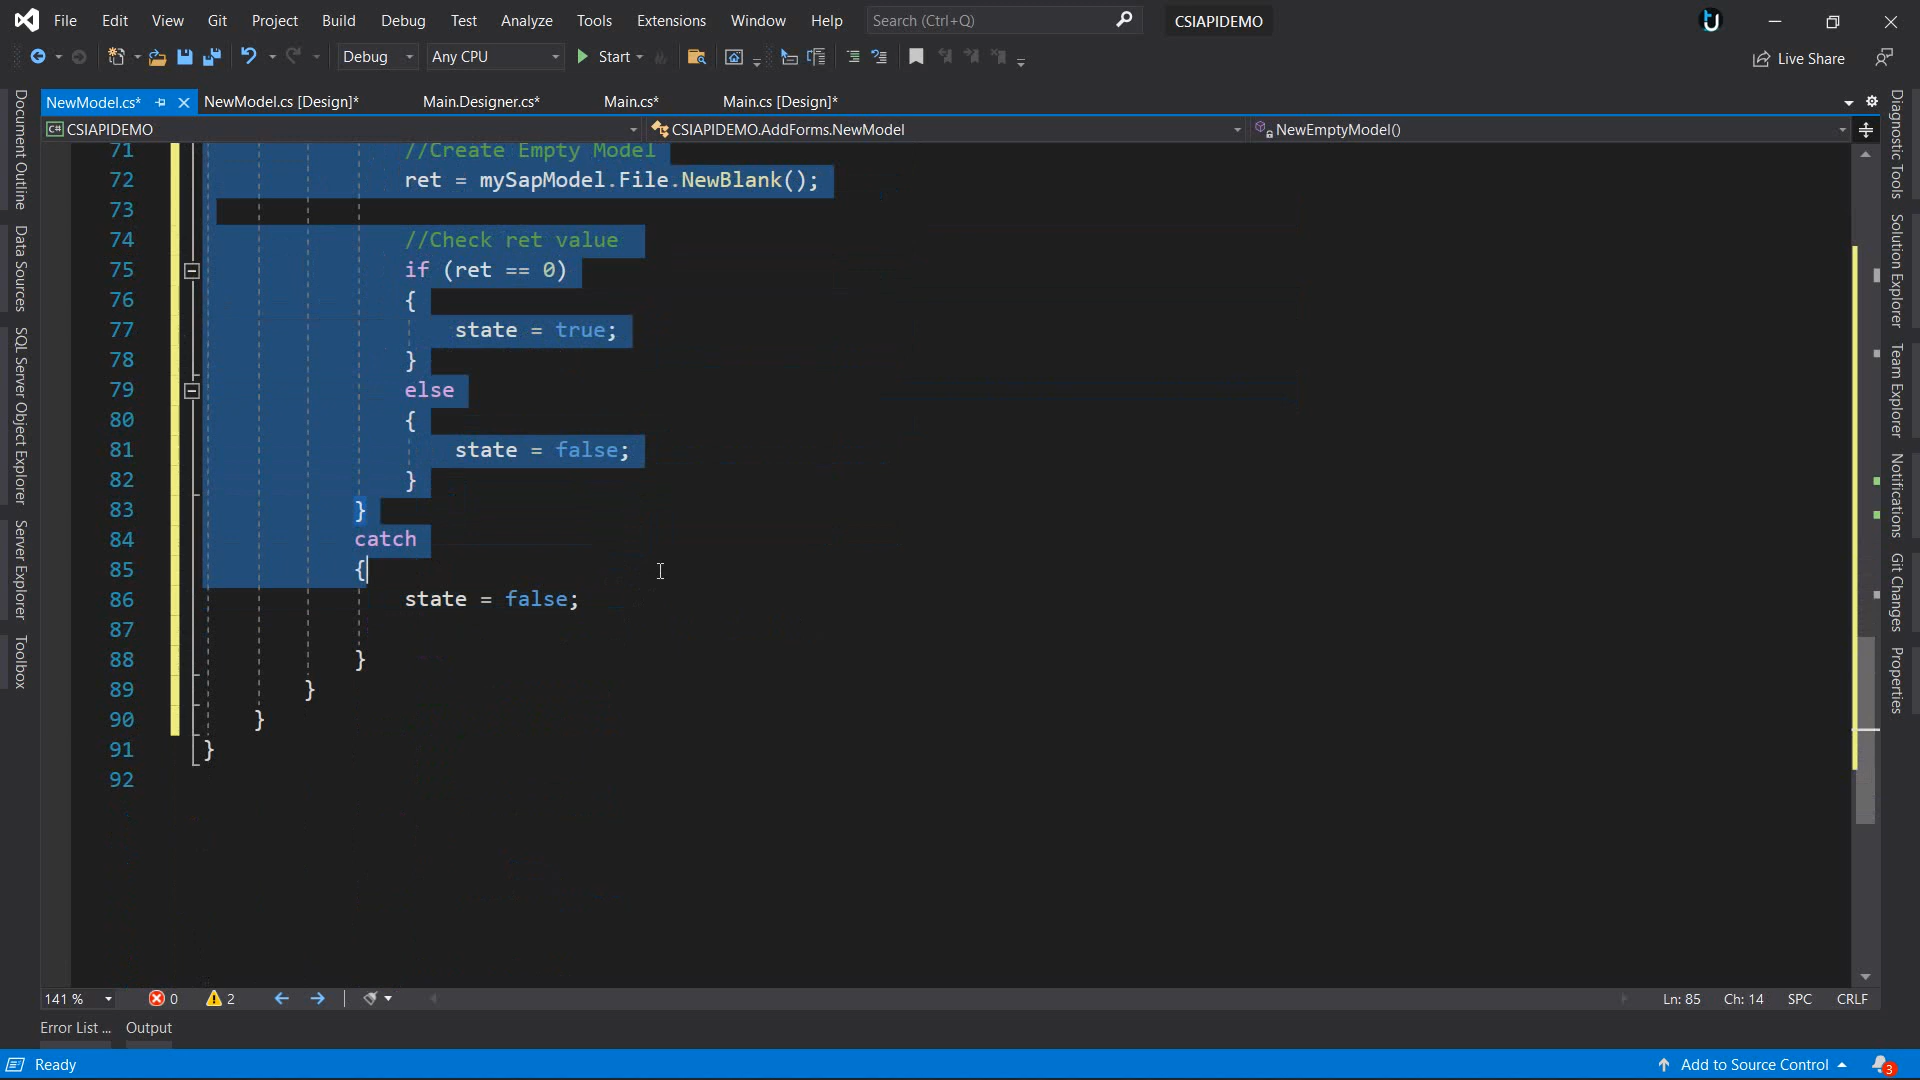 File Edit View Git Project Build Debug Test Analyze Tools Extensions Window Help Search (Ctrl+Q) CSIAPIDEMO
Debug Any CPU Start Live Share
NewModel.cs* NewModel.cs [Design]* Main.Designer.cs* Main.cs* Main.cs [Design]*
C# CSIAPIDEMO CSIAPIDEMO.AddForms.NewModel NewEmptyModel()
71 //Create Empty Model
72 ret = mySapModel.File.NewBlank();
73
74 //Check ret value
75 if (ret == 0)
76 {
77 state = true;
78 }
79 else
80 {
81 state = false;
82 }
83 }
84 catch
85 {
86 state = false;
87
88 }
89 }
90 }
91 }
92
Document Outline
Data Sources
SQL Server Object Explorer
Server Explorer
Toolbox
Diagnostic Tools
Solution Explorer
Team Explorer
Notifications
Git Changes
Properties
141 % 0 2 Ln: 85 Ch: 14 SPC CRLF
Error List ... Output
Ready Add to Source Control 3